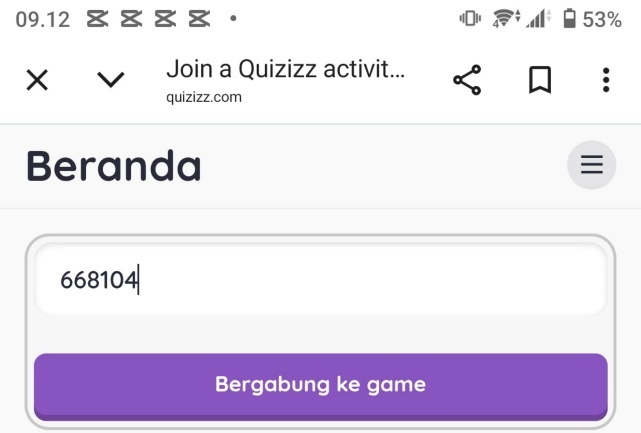 09.12 53%
Join a Quizizz activit...
quizizz.com
Beranda
668104
Bergabung ke game